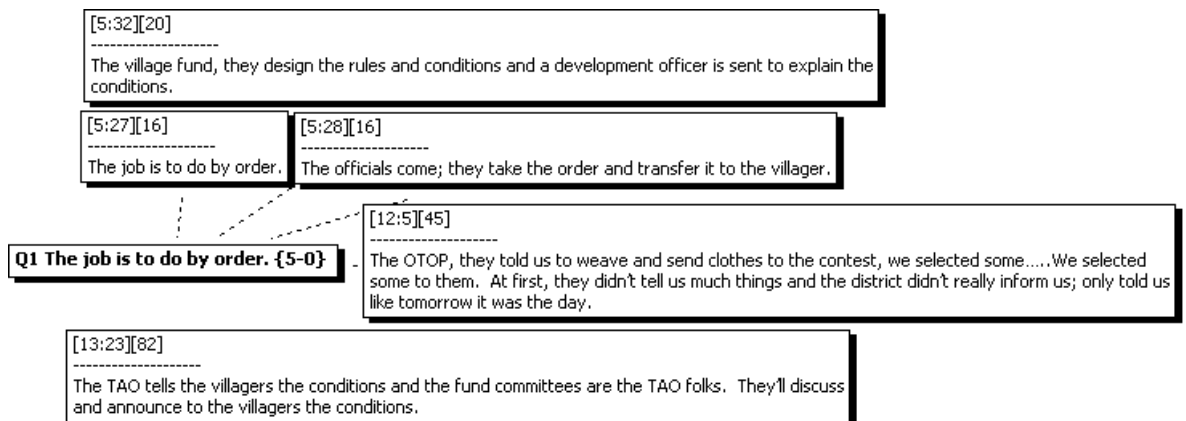 [5:32][20]
--------------------
The village fund, they design the rules and conditions and a development officer is sent to explain the
conditions.
[5:27][16]
--------------------
The job is to do by order.
[5:28][16]
--------------------
The officials come; they take the order and transfer it to the villager.
[12:5][45]
--------------------
The OTOP, they told us to weave and send clothes to the contest, we selected some.....We selected
some to them.  At first, they didn't tell us much things and the district didn't really inform us; only told us
like tomorrow it was the day.
Q1 The job is to do by order. {5-0}
[13:23][82]
--------------------
The TAO tells the villagers the conditions and the fund committees are the TAO folks.  They'll discuss
and announce to the villagers the conditions.